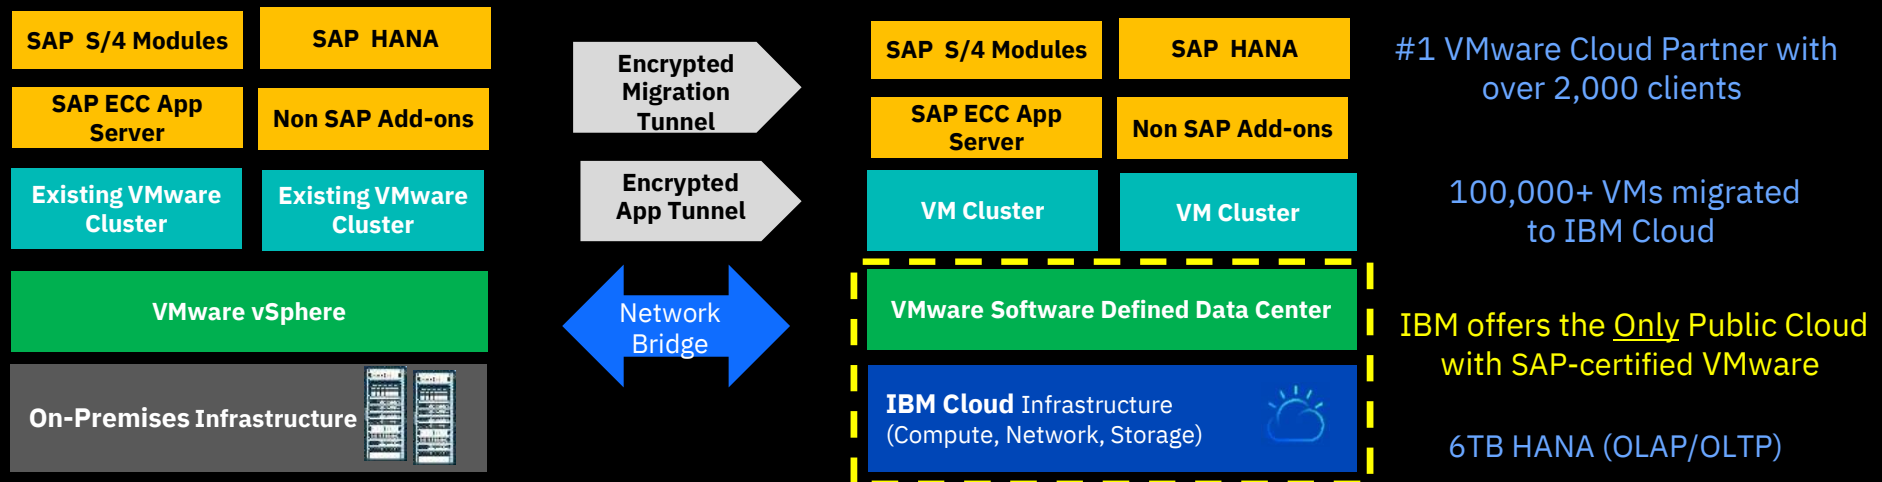 SAP  S/4 Modules
SAP  HANA
SAP ECC App
Server
Non SAP Add-ons
Existing VMware
Cluster
Existing VMware
Cluster
VMware vSphere
On-Premises Infrastructure
Encrypted
Migration
Tunnel
Encrypted
App Tunnel
Network
Bridge
SAP  S/4 Modules
SAP  HANA
SAP ECC App
Server
Non SAP Add-ons
VM Cluster
VM Cluster
VMware Software Defined Data Center
IBM Cloud Infrastructure
(Compute, Network, Storage)
#1 VMware Cloud Partner with
over 2,000 clients
100,000+ VMs migrated
to IBM Cloud
IBM offers the Only Public Cloud
with SAP-certified VMware
6TB HANA (OLAP/OLTP)